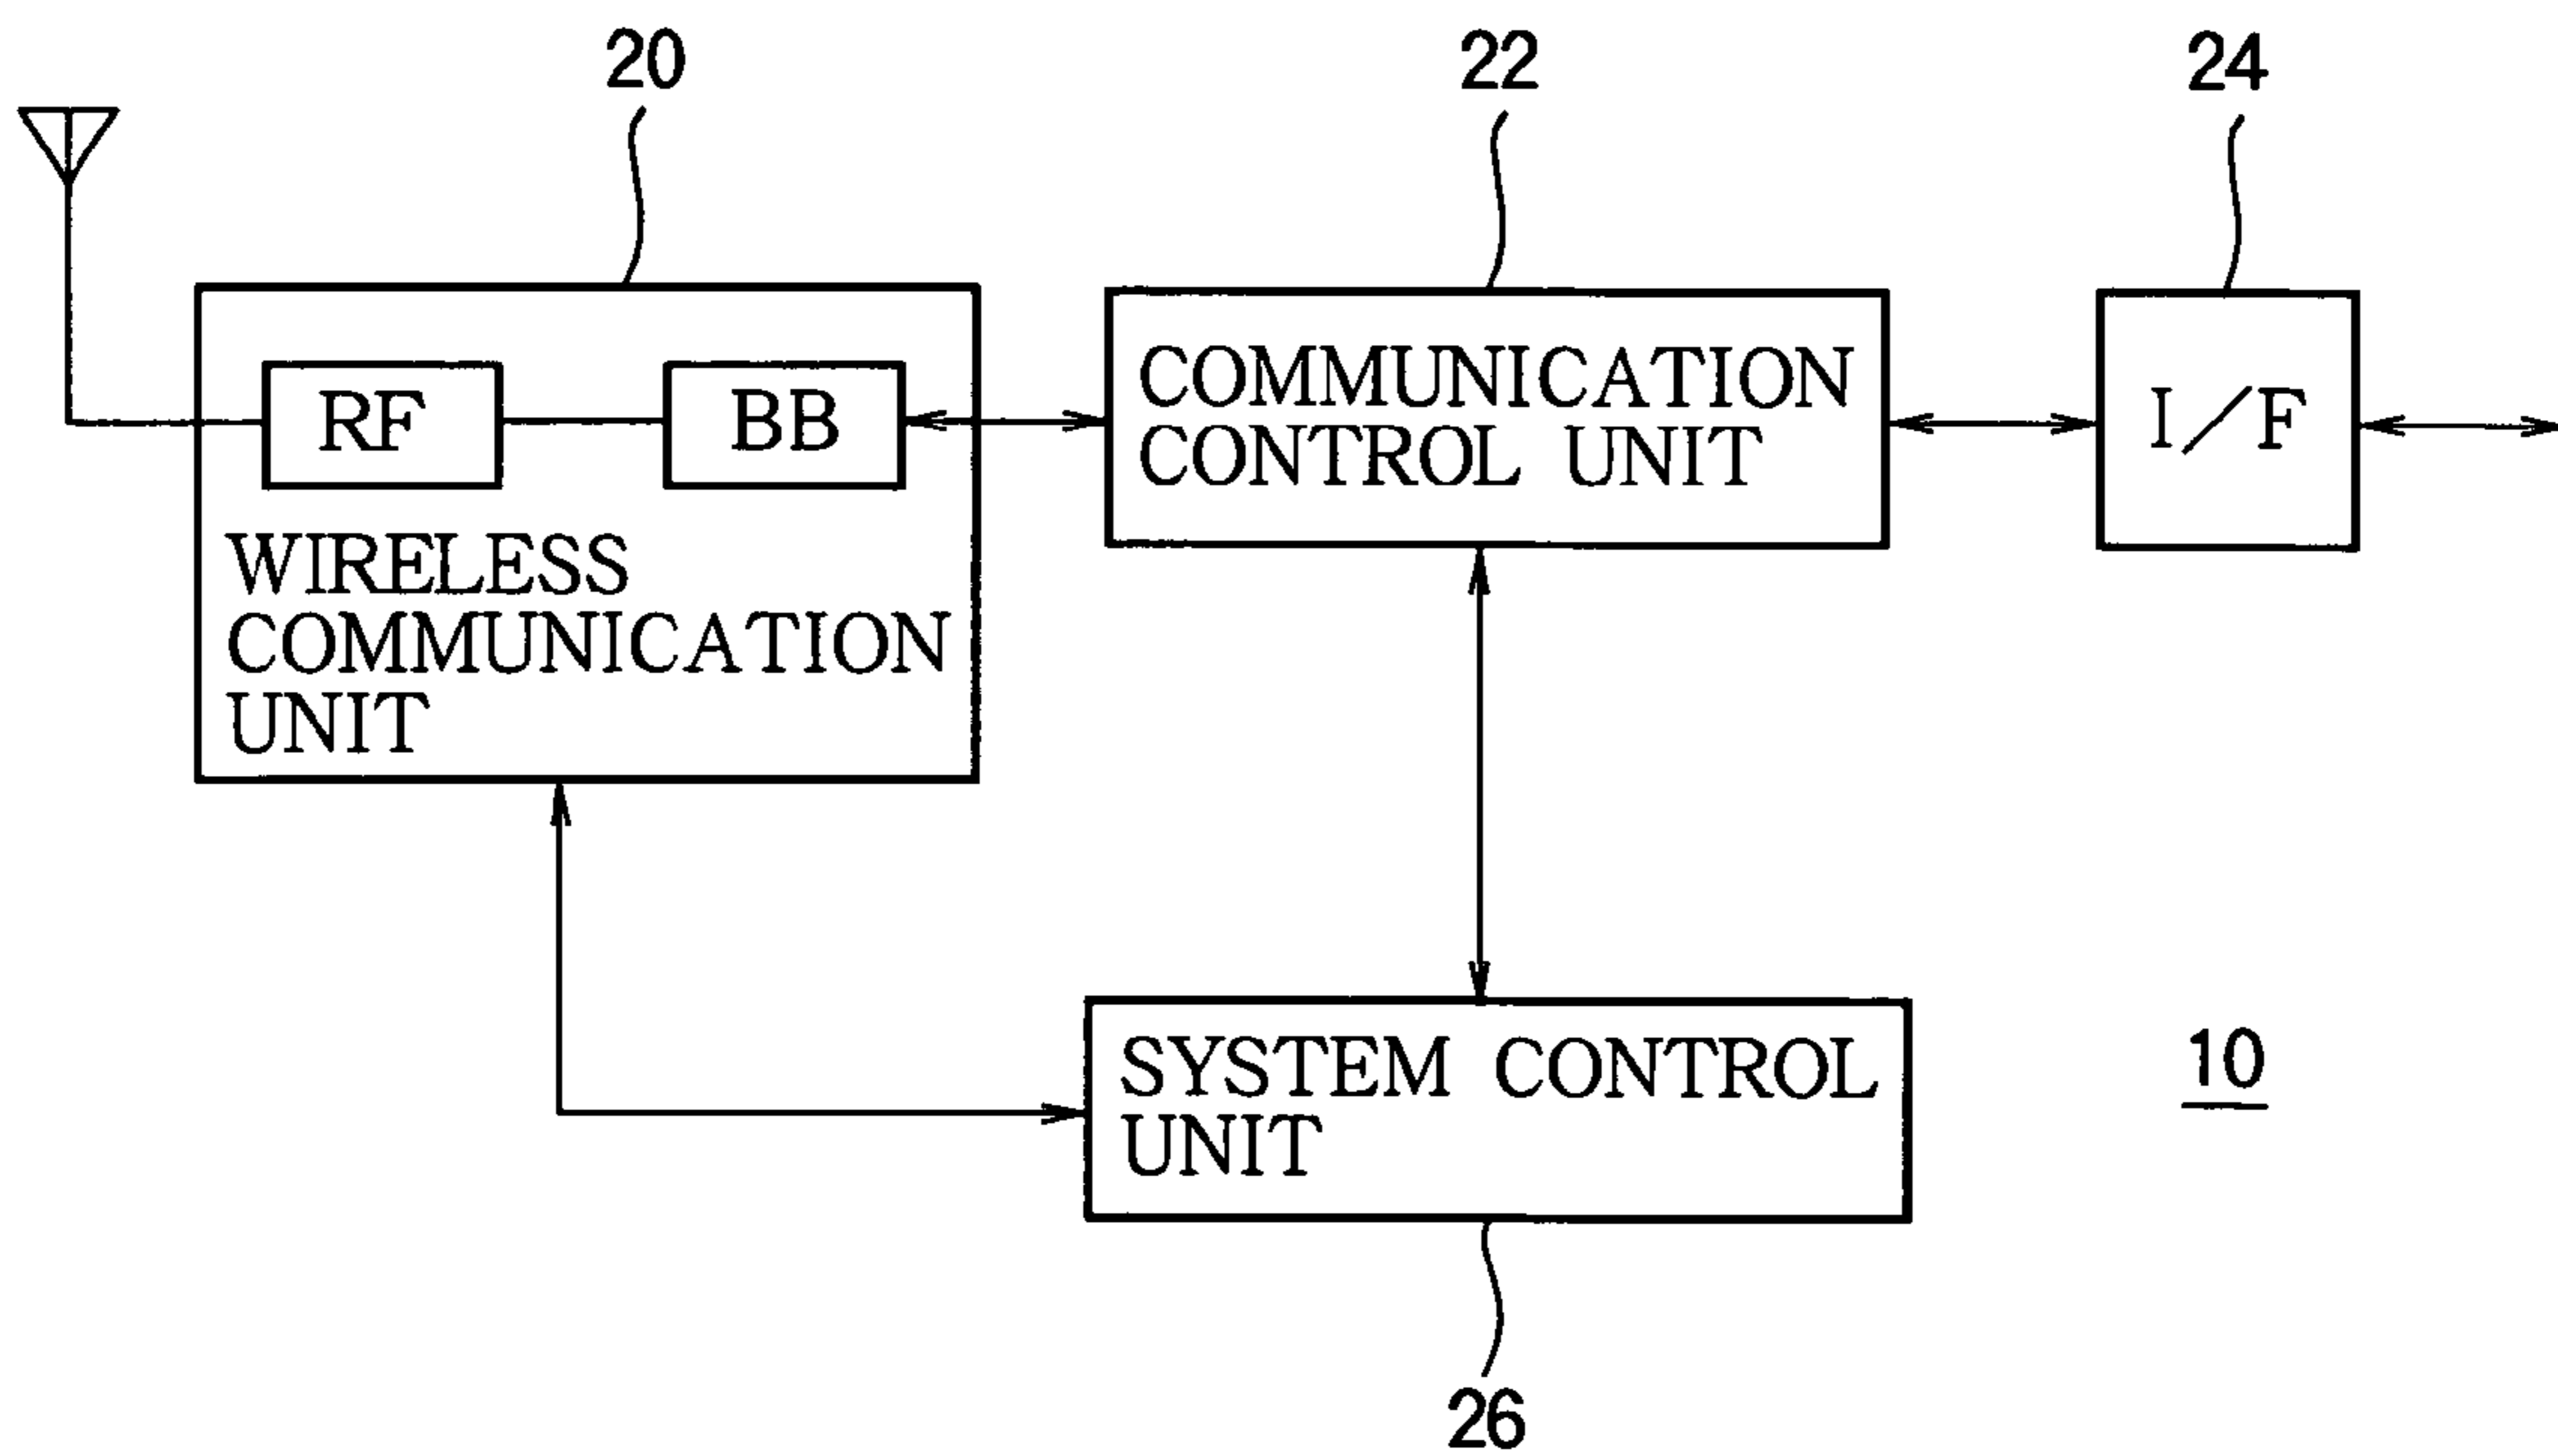 20
22
24
RF
BB
COMMUNICATION
CONTROL UNIT
I/F
WIRELESS
COMMUNICATION
UNIT
SYSTEM CONTROL
UNIT
10
26